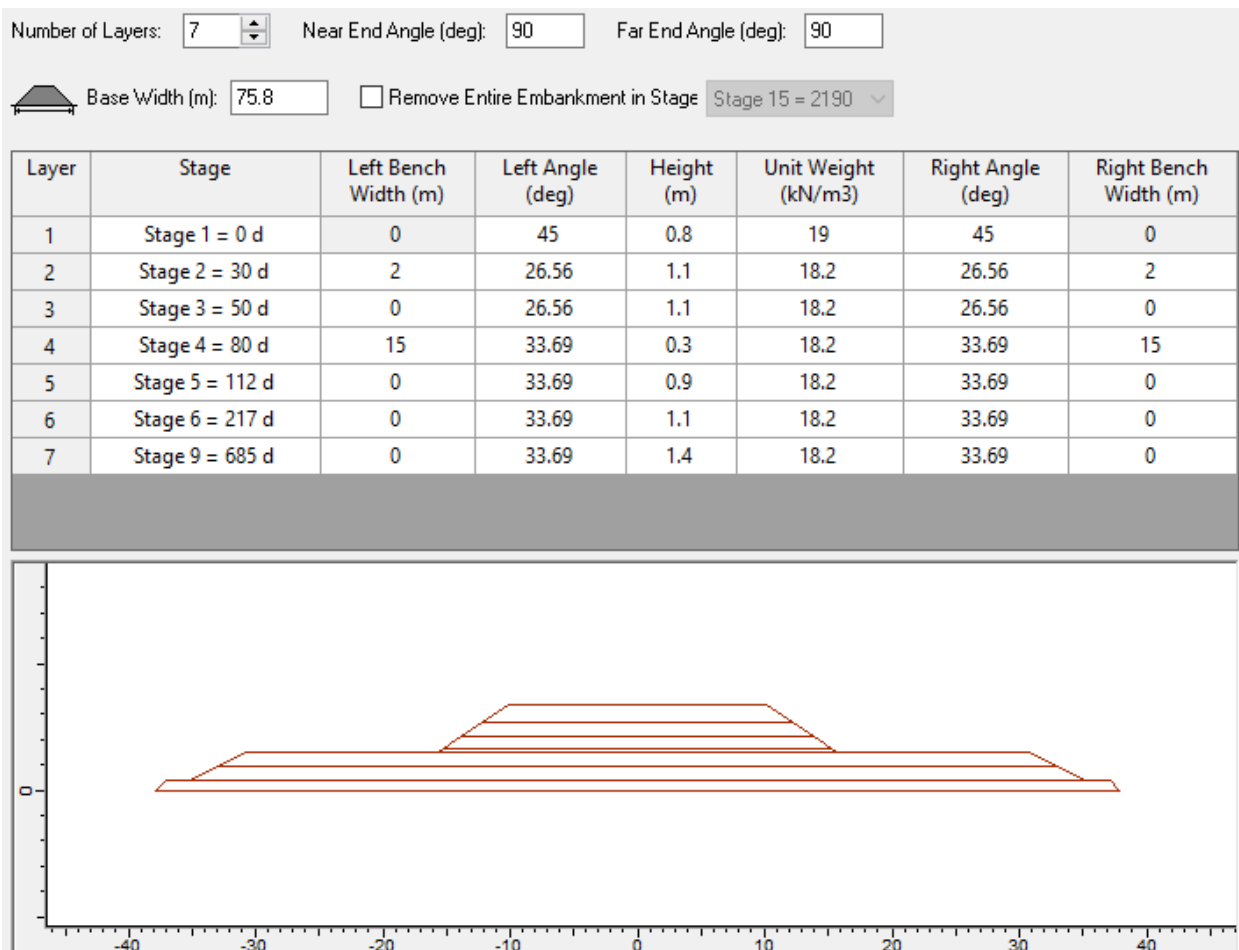 Number of Layers: 7 Near End Angle (deg): 90 Far End Angle (deg): 90
Base Width (m): 75.8 Remove Entire Embankment in Stage Stage 15 = 2190
Layer Stage Left Bench Width (m) Left Angle (deg) Height (m) Unit Weight (kN/m3) Right Angle (deg) Right Bench Width (m)
1 Stage 1 = 0 d 0 45 0.8 19 45 0
2 Stage 2 = 30 d 2 26.56 1.1 18.2 26.56 2
3 Stage 3 = 50 d 0 26.56 1.1 18.2 26.56 0
4 Stage 4 = 80 d 15 33.69 0.3 18.2 33.69 15
5 Stage 5 = 112 d 0 33.69 0.9 18.2 33.69 0
6 Stage 6 = 217 d 0 33.69 1.1 18.2 33.69 0
7 Stage 9 = 685 d 0 33.69 1.4 18.2 33.69 0
0
-40 -30 -20 -10 0 10 20 30 40